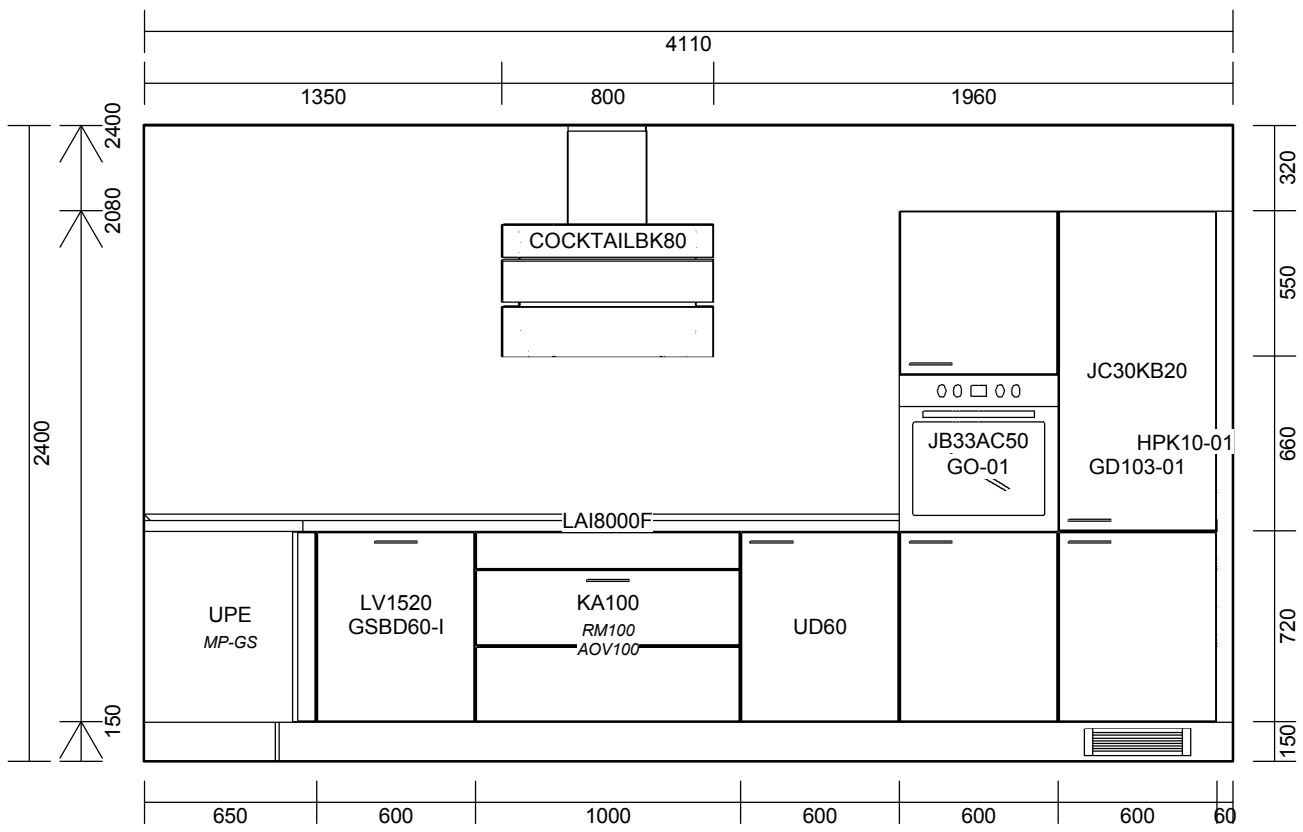 4110
1350
800
1960
2400
2080
2400
150
320
550
660
720
150
COCKTAILBK80
JC30KB20
JB33AC50
GO-01
HPK10-01
GD103-01
LAI8000F
UPE
MP-GS
LV1520
GSBD60-I
KA100
RM100
AOV100
UD60
650
600
1000
600
600
600
60